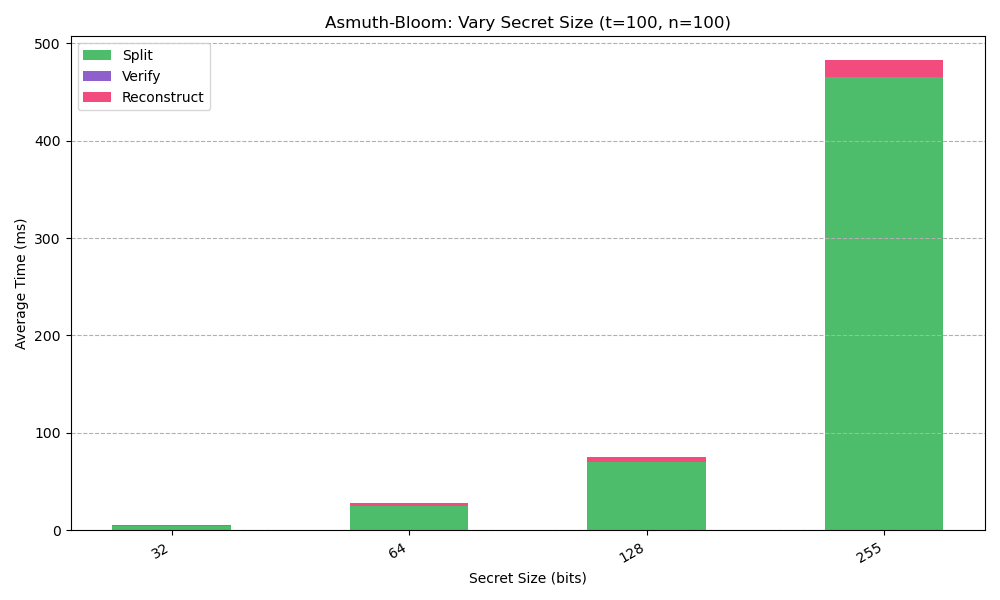 Asmuth-Bloom: Vary Secret Size (t=100, n=100)
Split
Verify
Reconstruct
Average Time (ms)
500
400
300
200
100
0
32
64
128
255
Secret Size (bits)